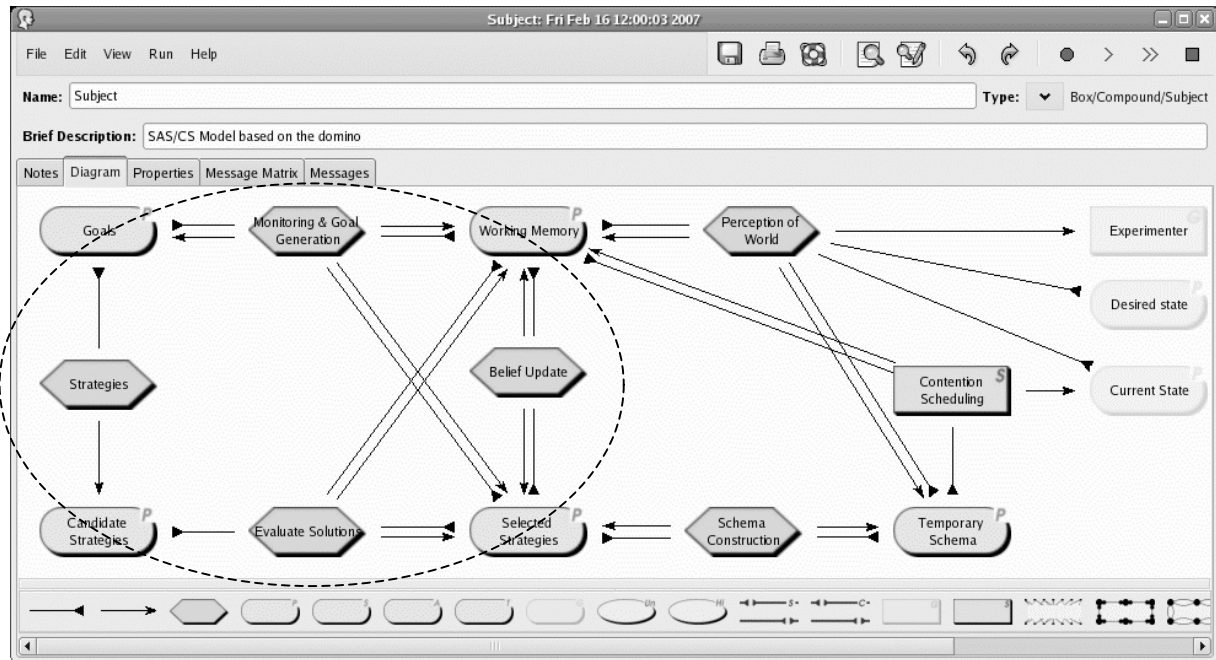 Subject: Fri Feb 16 12:00:03 2007
File Edit View Run Help
Name: Subject Type: Box/Compound/Subject
Brief Description: SAS/CS Model based on the domino
Notes Diagram Properties Message Matrix Messages
Goals P
Monitoring & Goal
Generation
Working Memory P
Perception of
World
Experimenter G
Desired state P
Strategies
Belief Update
Contention
Scheduling S
Current State P
Candidate
Strategies P
Evaluate Solutions
Selected
Strategies P
Schema
Construction
Temporary
Schema P
P S A I G Un Hi S- C- G S